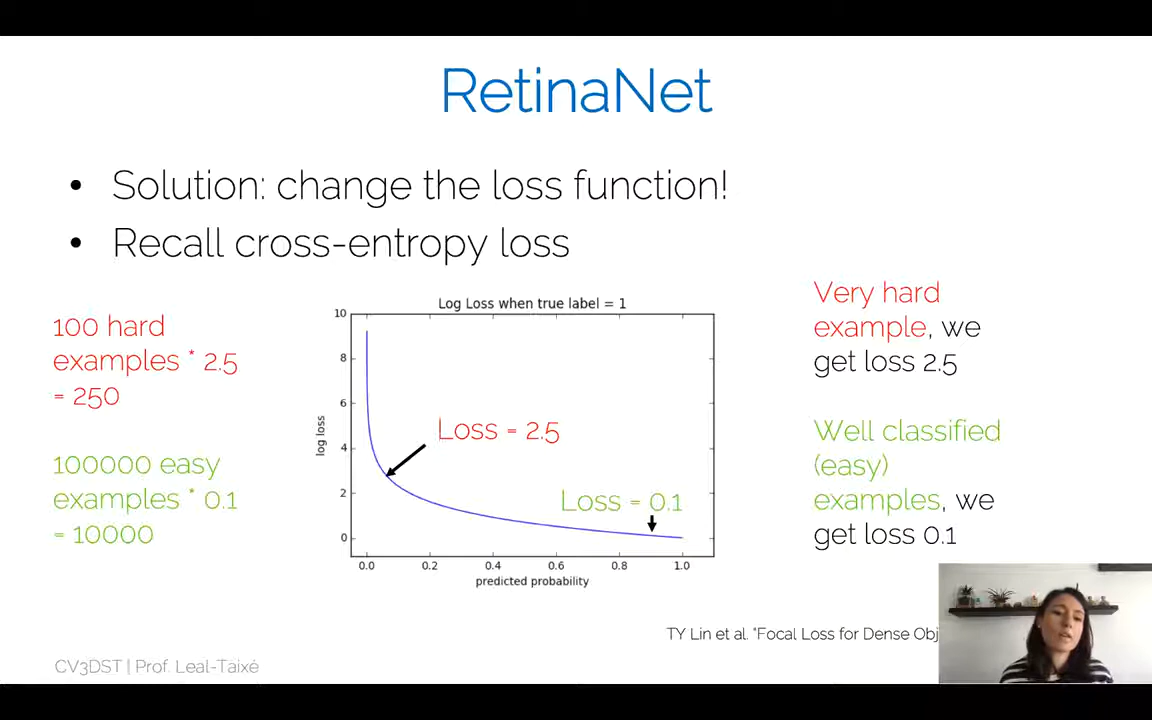 RetinaNet
• Solution: change the loss function!
• Recall cross-entropy loss
100 hard
examples * 2.5
= 250
100000 easy
examples * 0.1
= 10000
Log Loss when true label = 1
10
8
6
4
2
0
log loss
Loss = 2.5
Loss = 0.1
0.0 0.2 0.4 0.6 0.8 1.0
predicted probability
Very hard
example, we
get loss 2.5
Well classified
(easy)
examples, we
get loss 0.1
TY Lin et al. "Focal Loss for Dense Obj
CV3DST | Prof. Leal-Taixé